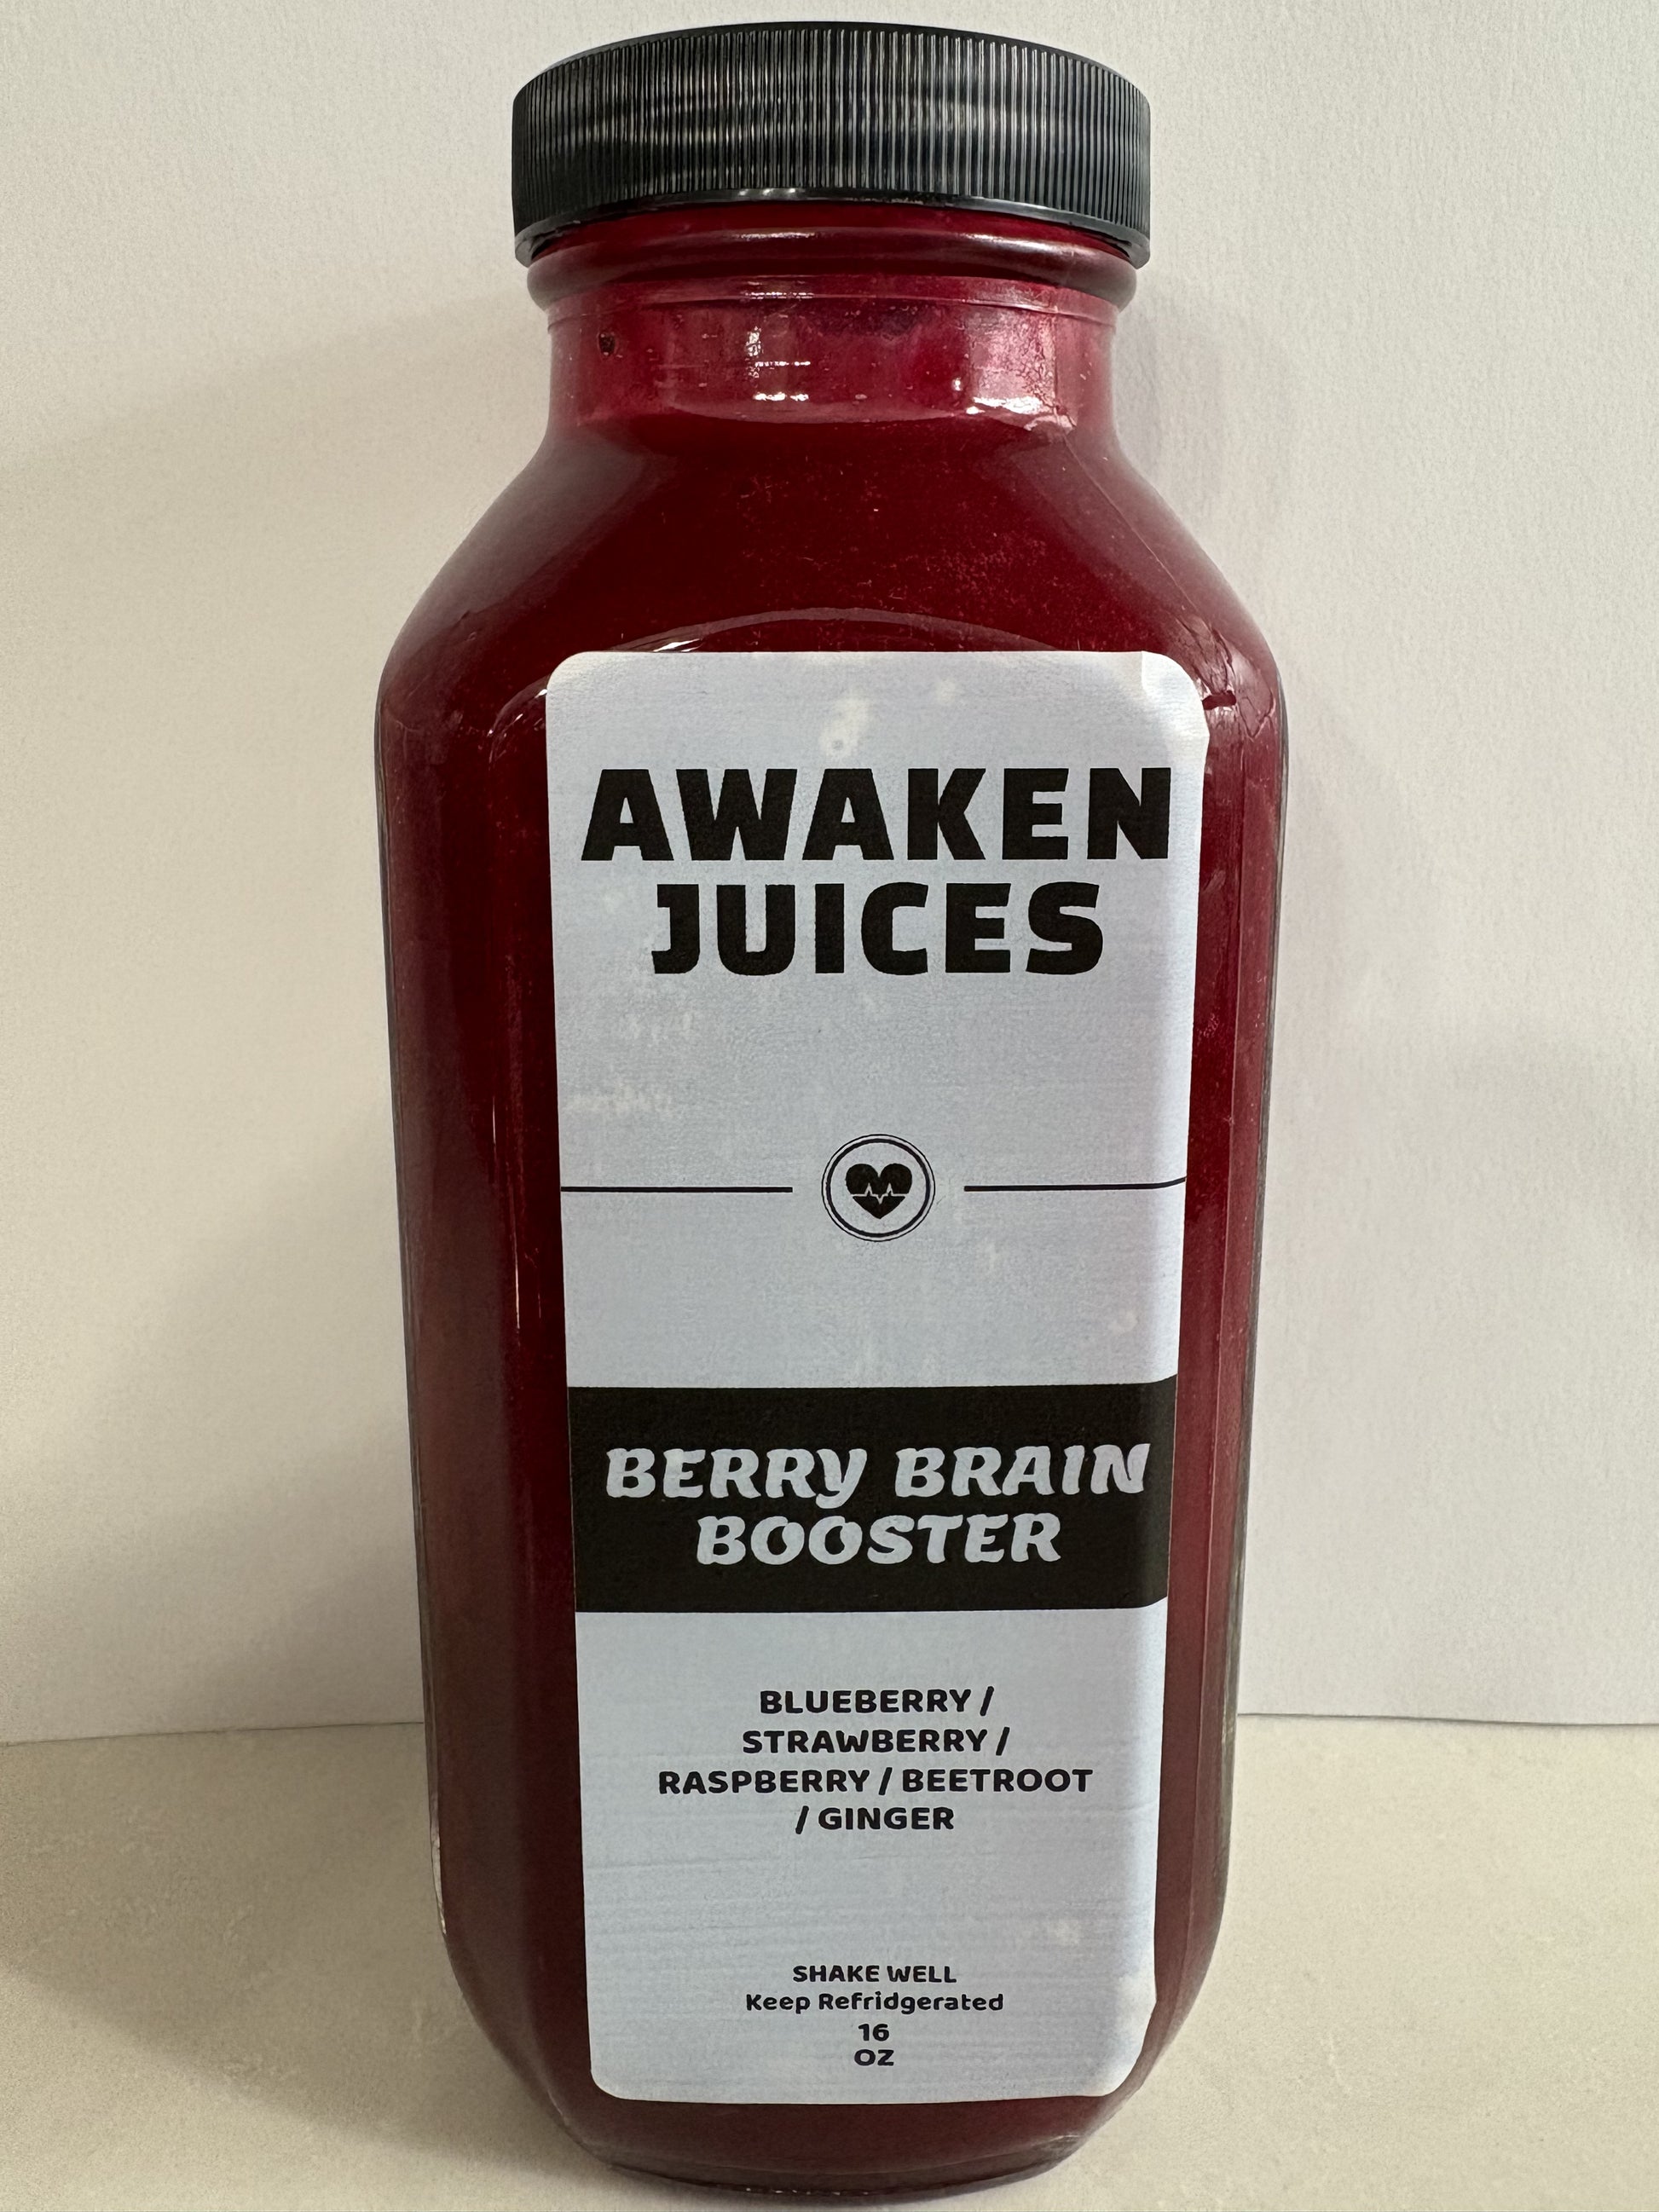 AWAKEN
JUICES
BERRY BRAIN
BOOSTER
BLUEBERRY /
STRAWBERRY /
RASPBERRY / BEETROOT
/ GINGER
SHAKE WELL
Keep Refridgerated
16
OZ